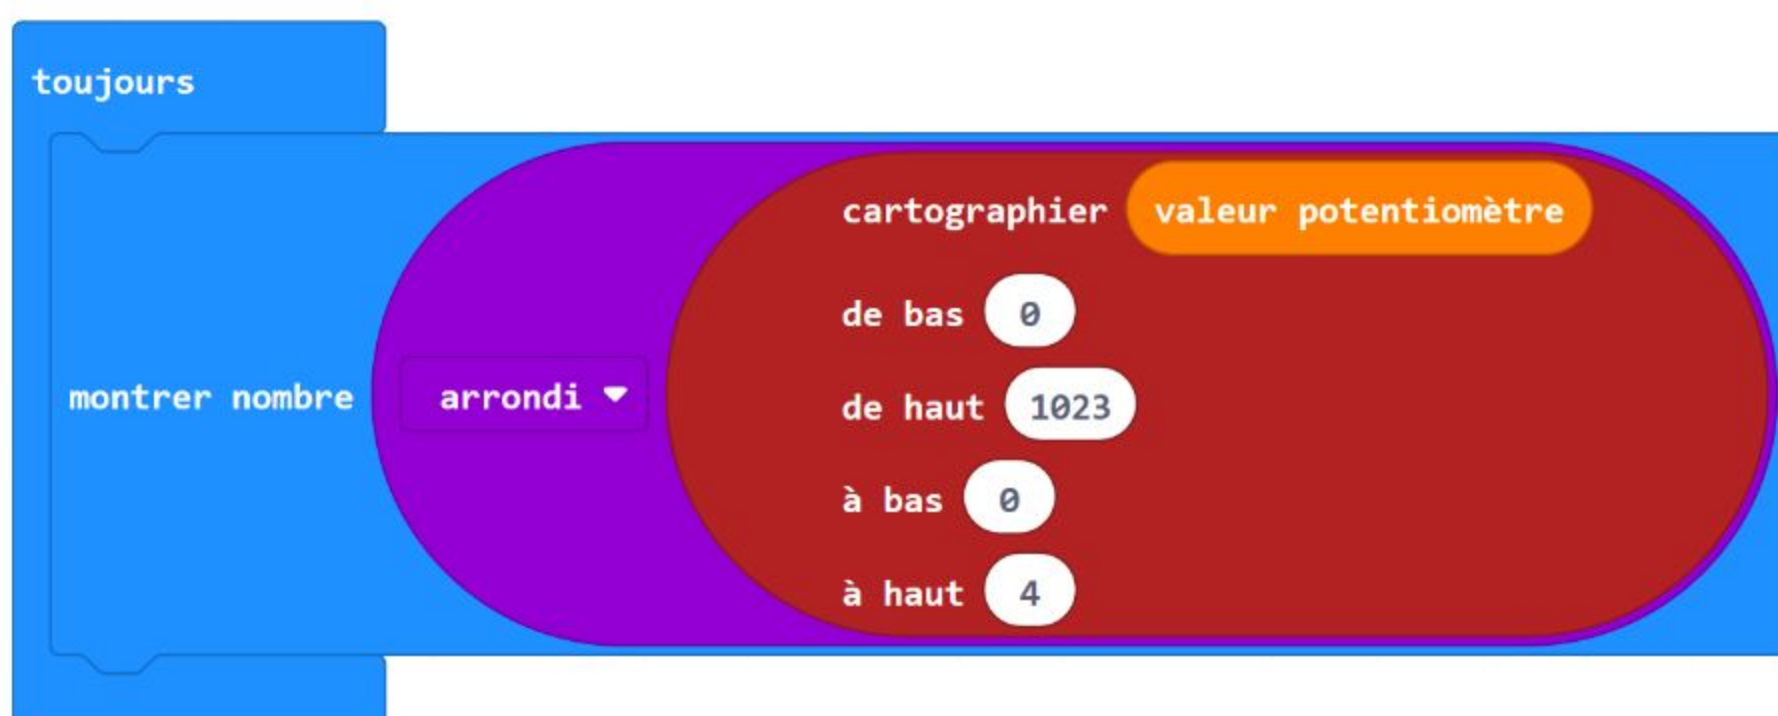 toujours
cartographier valeur potentiomètre
de bas 0
de haut 1023
montrer nombre arrondi
à bas 0
à haut 4